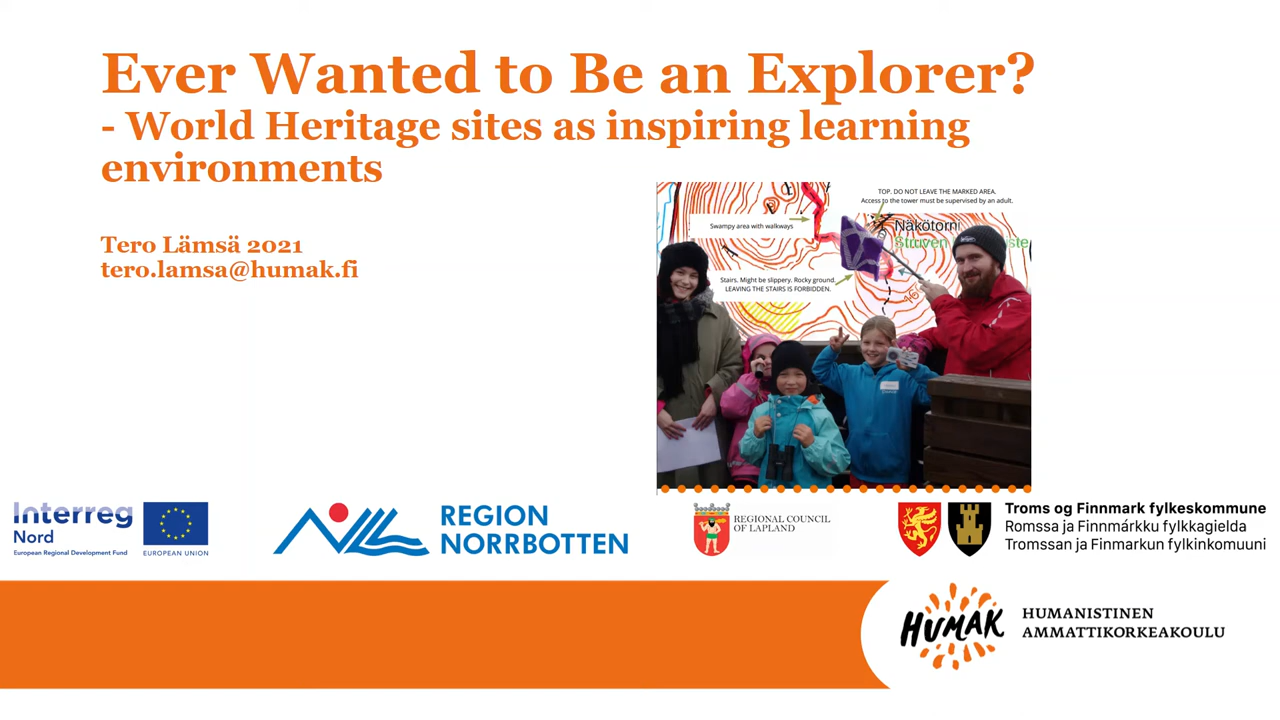 Ever Wanted to Be an Explorer?
- World Heritage sites as inspiring learning
environments
Tero Lämsä 2021
tero.lamsa@humak.fi
TOP. DO NOT LEAVE THE MARKED AREA.
Access to the tower must be supervised by an adult.
Swampy area with walkways
Näkötorni
Struven
Stairs. Might be slippery. Rocky ground.
LEAVING THE STAIRS IS FORBIDDEN.
Interreg
Nord
European Regional Development Fund
EUROPEAN UNION
REGION
NORRBOTTEN
REGIONAL COUNCIL
OF LAPLAND
Troms og Finnmark fylkeskommune
Romssa ja Finnmárkku fylkkagielda
Tromssan ja Finmarkun fylkinkomuuni
HUMAK
HUMANISTINEN
AMMATTIKORKEAKOULU